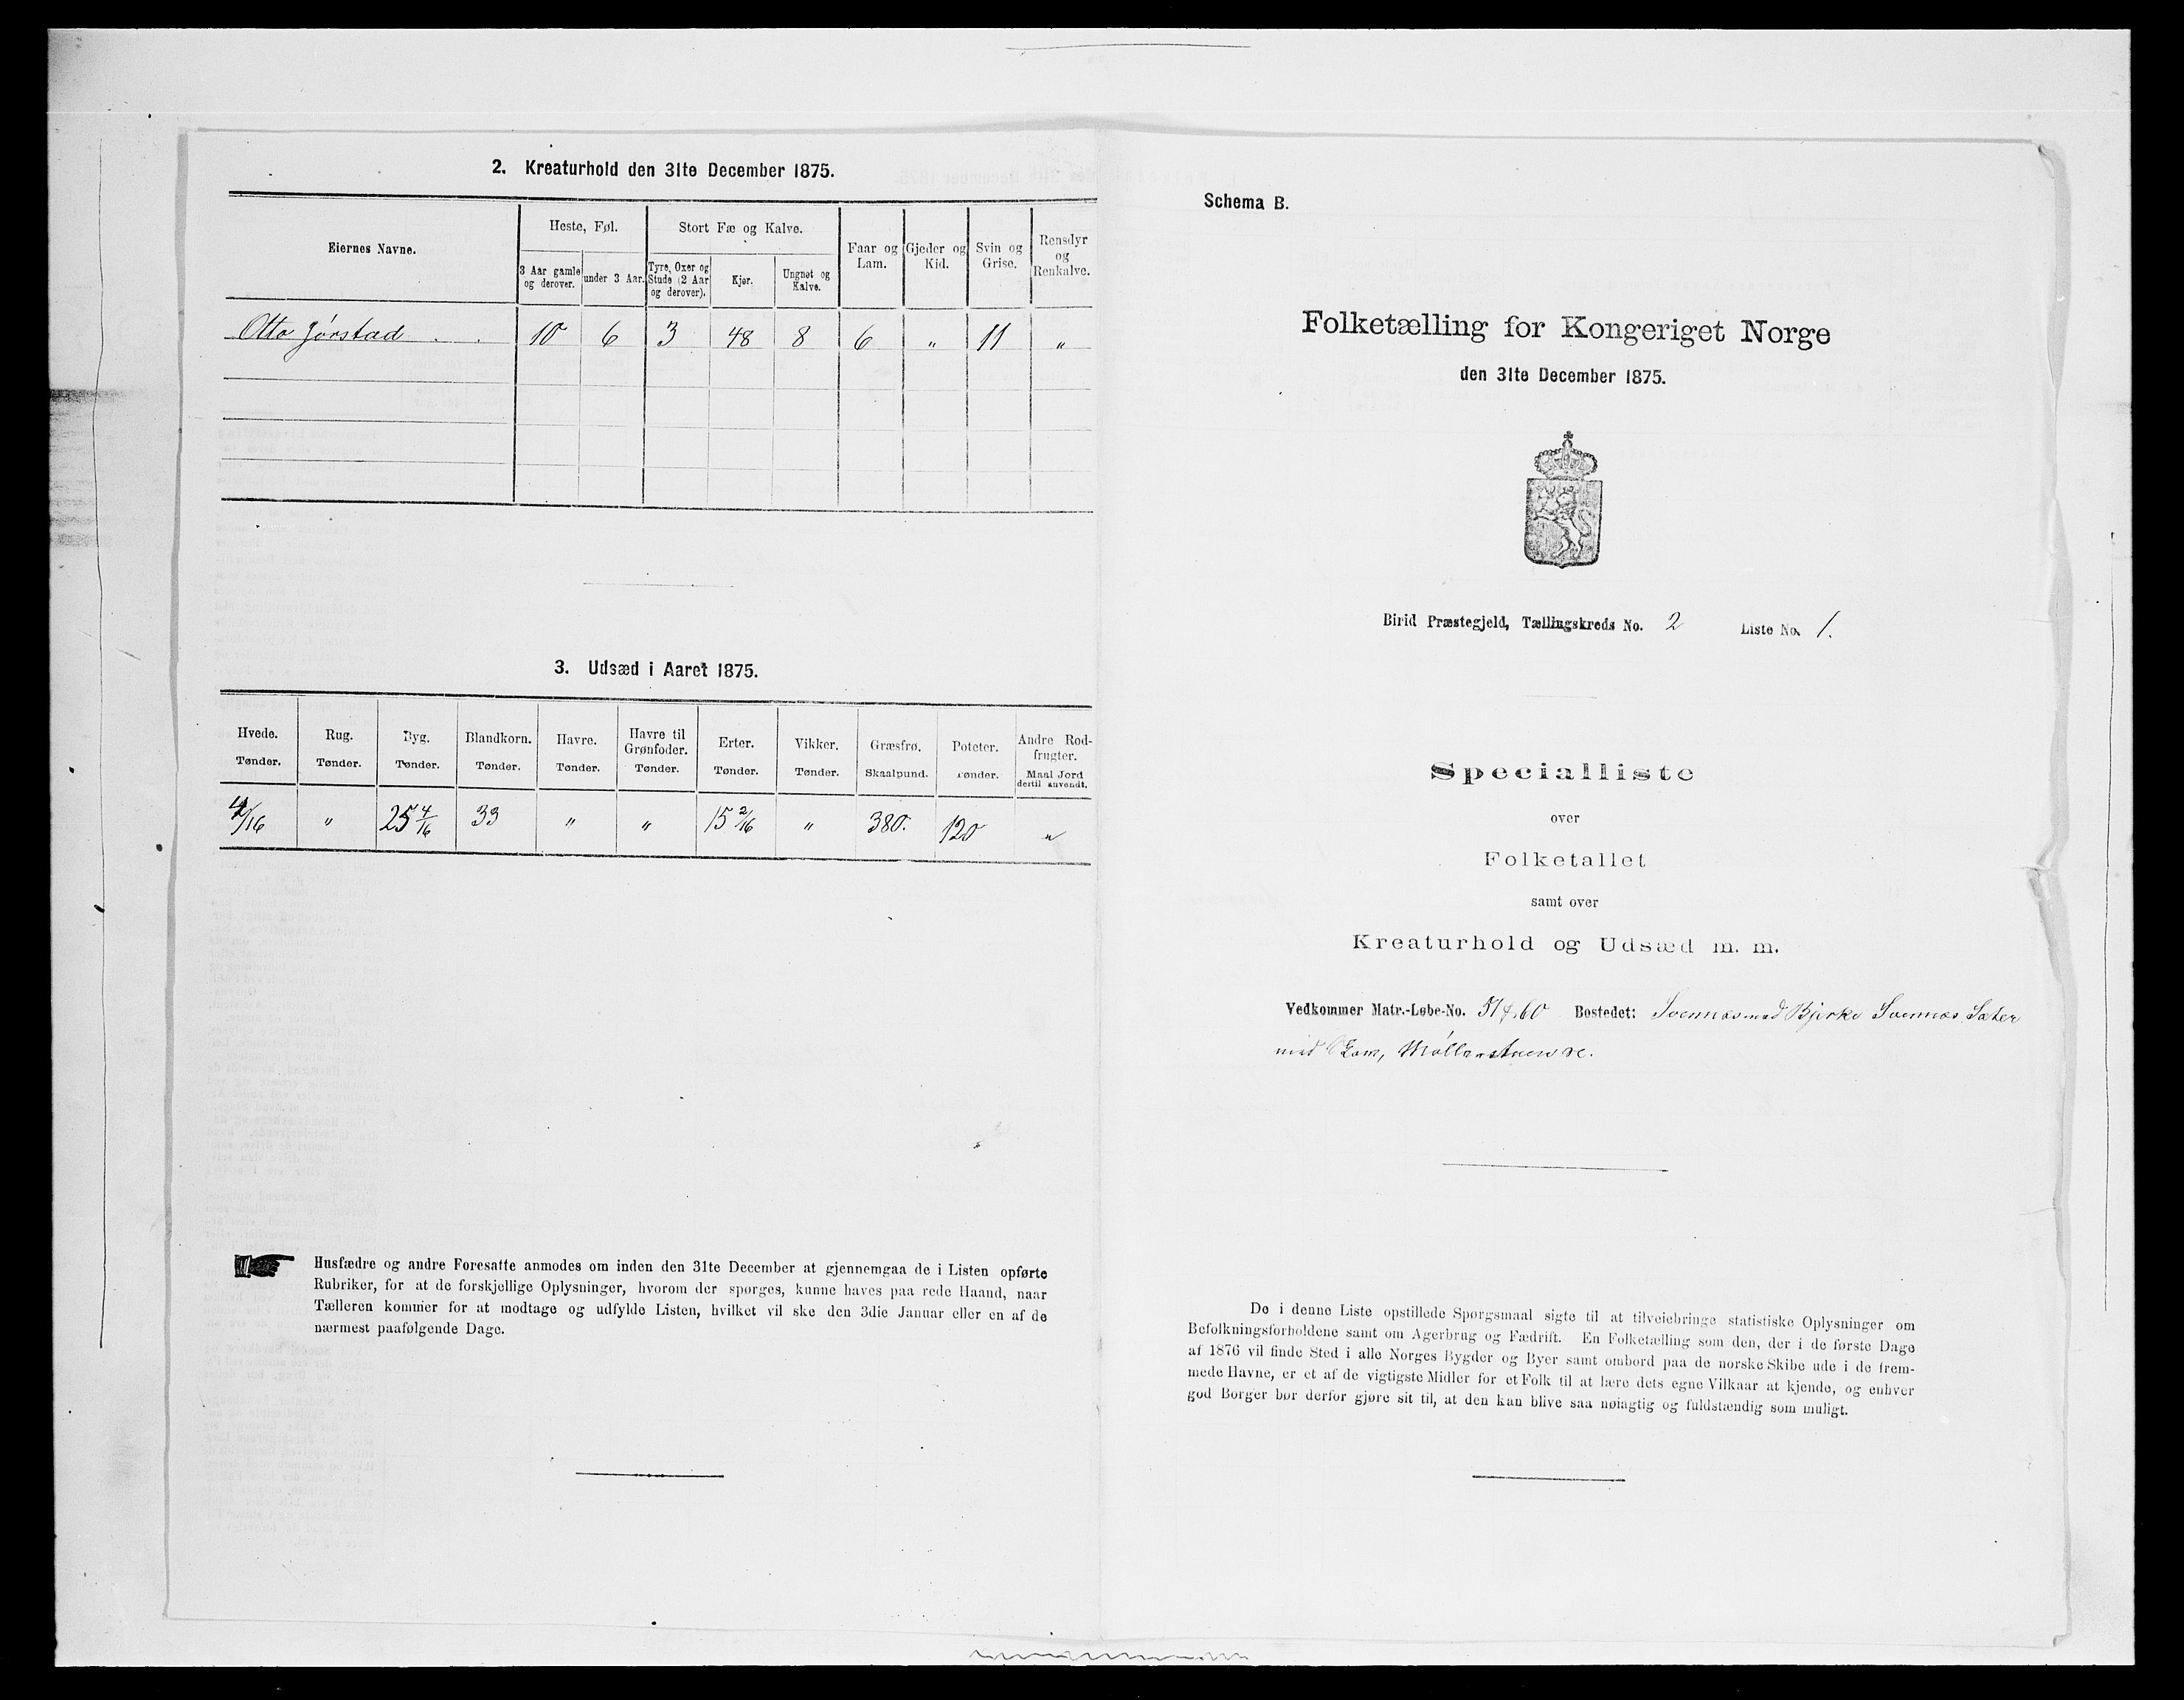 2. Kreaturhold den 31te December 1875.
Eiernes Navne.
Heste, Føl.
Stort Fæ og Kalve.
Faar og Lam.
Gjeder og Kid.
Svin og Grise.
Rensdyr og Renkalve.
3 Aar gamle og derover.
under 3 Aar.
Tyre, Oxer og Stude (2 Aar og derover).
Kjør.
Ungnøt og Kalve.
Otto Jørstad 10 6 3 48 8 6 " 11 "
3. Udsæd i Aaret 1875.
Hvede. Rug. Byg. Blandkorn. Havre. Havre til Grønfoder. Erter. Vikker. Græsfrø. Poteter. Andre Rodfrugter.
Tønder. Tønder. Tønder. Tønder. Tønder. Tønder. Tønder. Tønder. Skaalpund. Tønder. Maal Jord dertil anvendt.
4/16 " 25 4/16 33 " " 15 2/16 " 380. 120 "
Husfædre og andre Foresatte anmodes om inden den 31te December at gjennemgaa de i Listen opførte
Rubriker, for at de forskjellige Oplysninger, hvorom der spørges, kunne haves paa rede Haand, naar
Tælleren kommer for at modtage og udfylde Listen, hvilket vil ske den 3die Januar eller en af de
nærmest paafølgende Dage.
Schema B.
Folketælling for Kongeriget Norge
den 31te December 1875.
Birid Præstegjeld, Tællingskreds No. 2 Liste No. 1.
Specialliste
over
Folketallet
samt over
Kreaturhold og Udsæd m. m.
Vedkommer Matr.-Løbe-No. 57 & 60 Bostedet: Svennæs med Bjerke Svennæs Sæter
med Lam, Møllerstuen &c.
De i denne Liste opstillede Spørgsmaal sigte til at tilveiebringe statistiske Oplysninger om
Befolkningsforholdene samt om Agerbrug og Fædrift. En Folketælling som den, der i de første Dage
af 1876 vil finde Sted i alle Norges Bygder og Byer samt ombord paa de norske Skibe ude i de frem-
mede Havne, er et af de vigtigste Midler for et Folk til at lære dets egne Vilkaar at kjende, og enhver
god Borger bør derfor gjøre sit til, at den kan blive saa nøiagtig og fuldstændig som muligt.